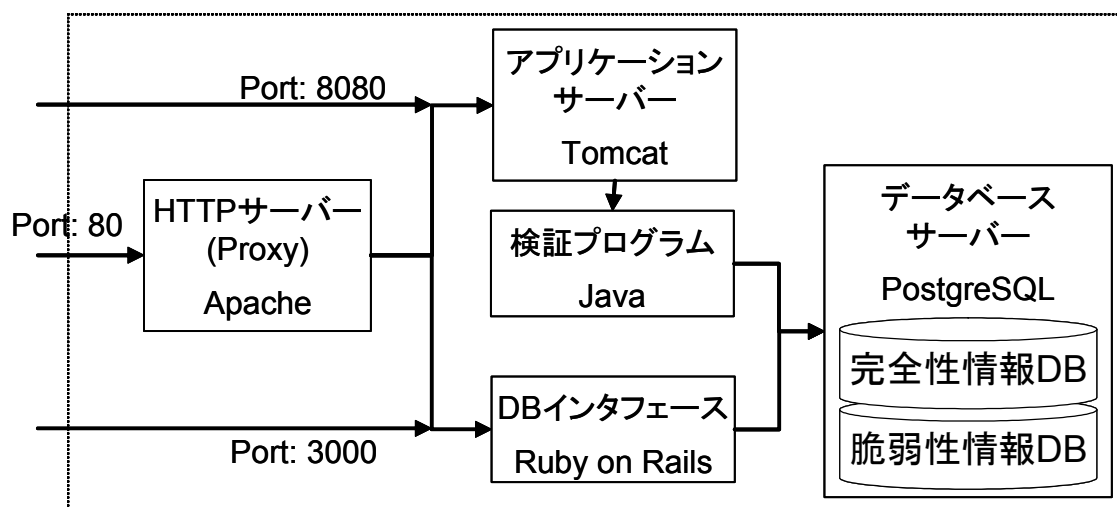 Port: 8080
アプリケーション
サーバー
Tomcat
Port: 80
HTTPサーバー
(Proxy)
Apache
検証プログラム
Java
データベース
サーバー
PostgreSQL
完全性情報DB
脆弱性情報DB
DBインタフェース
Ruby on Rails
Port: 3000